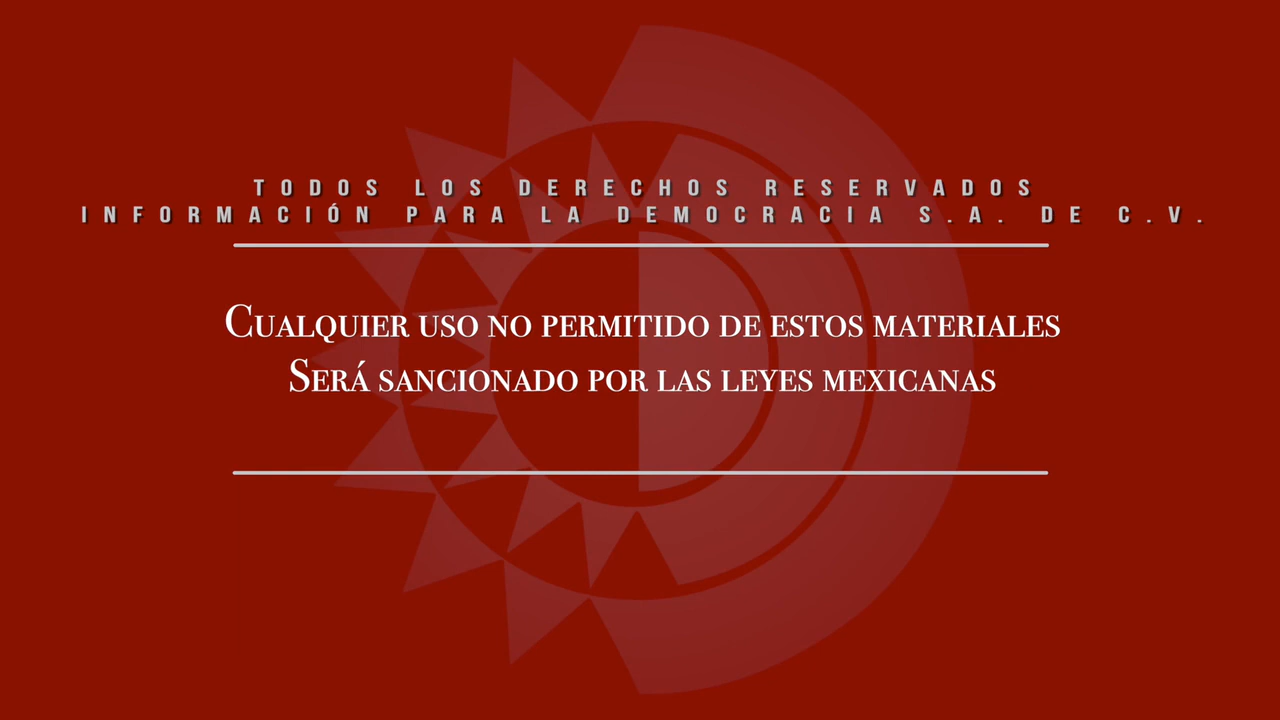 TODOS LOS DERECHOS RESERVADOS
INFORMACIÓN PARA LA DEMOCRACIA S.A. DE C.V.
Cualquier uso no permitido de estos materiales
Será sancionado por las leyes mexicanas